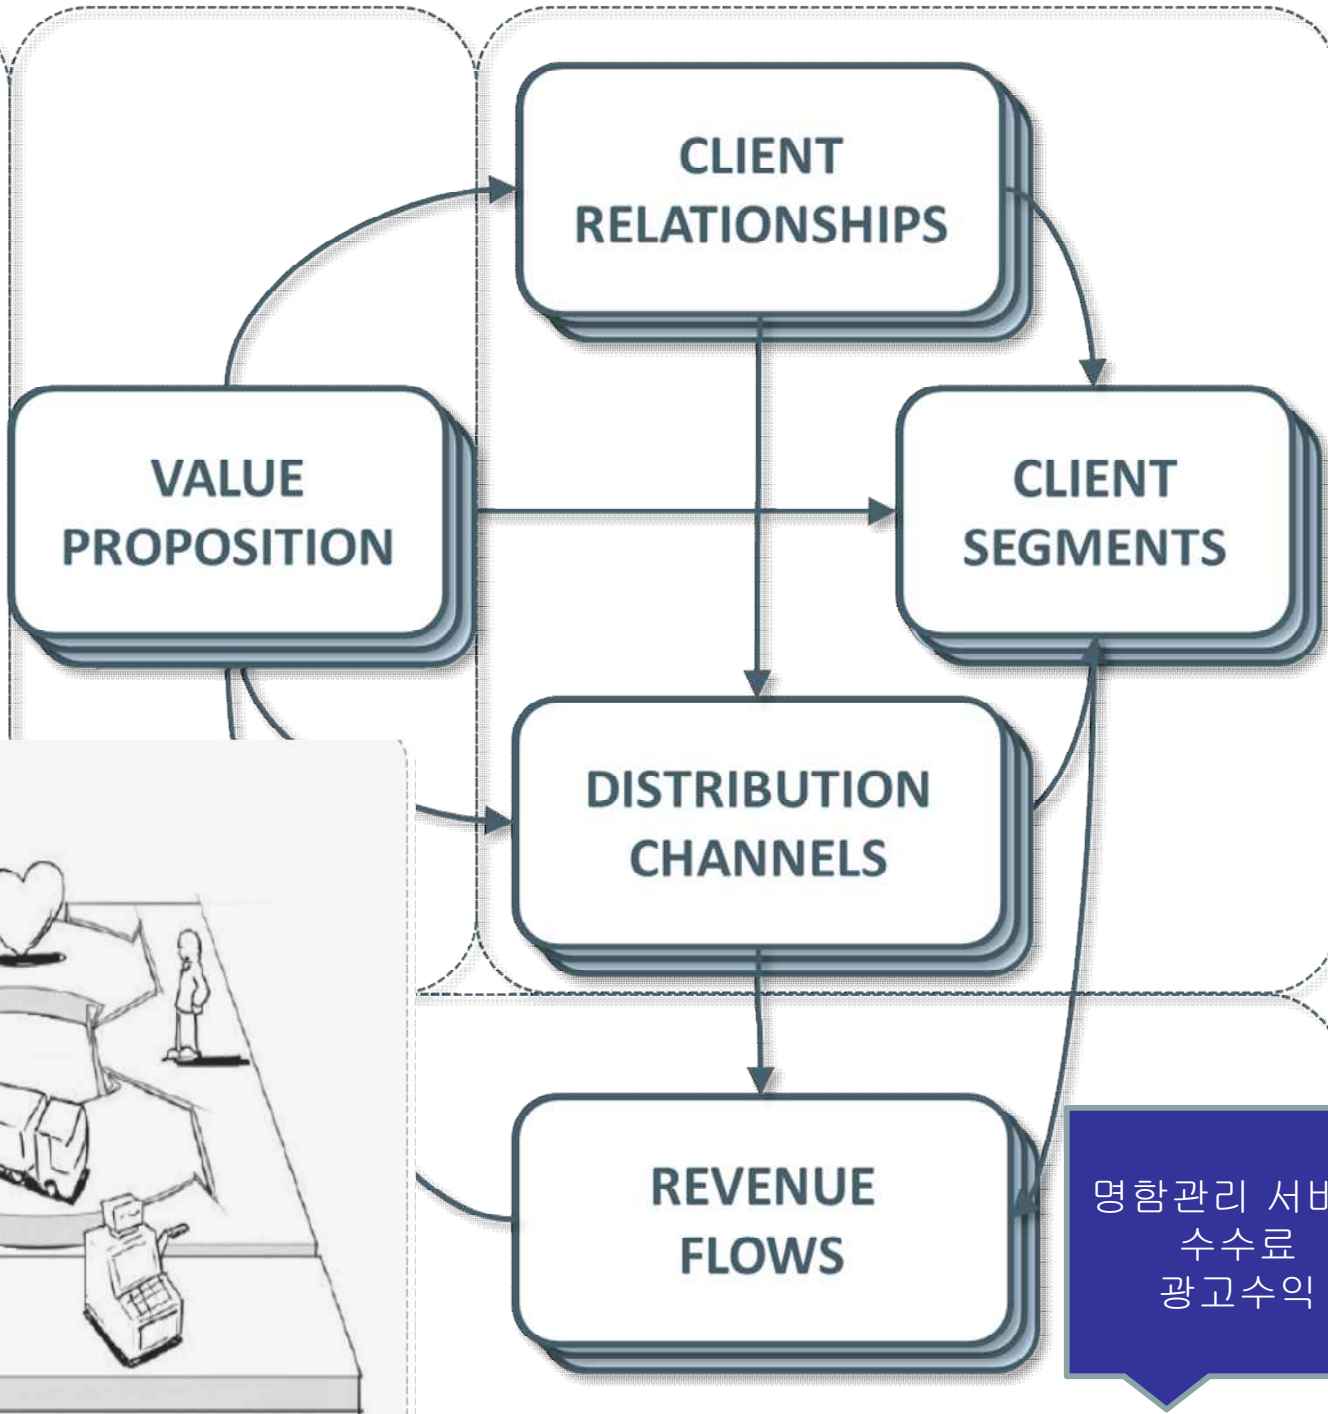 CLIENT
RELATIONSHIPS
VALUE
PROPOSITION
CLIENT
SEGMENTS
DISTRIBUTION
CHANNELS
REVENUE
FLOWS
명함관리
수수료
광고수익